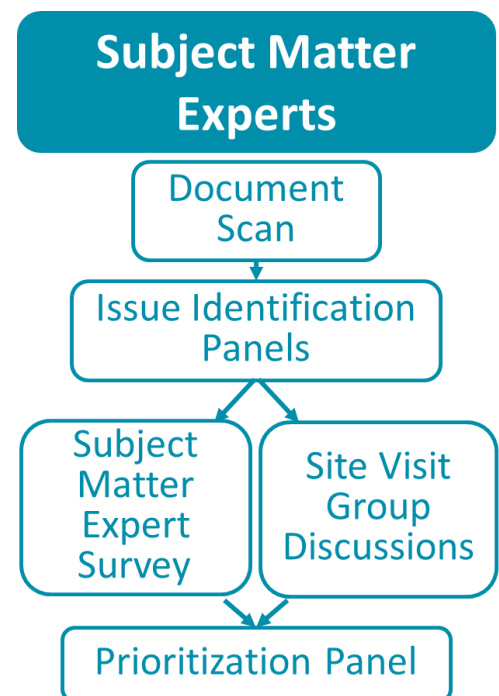 Subject Matter
Experts
Document
Scan
Issue Identification
Panels
Subject
Matter
Expert
Survey
Site Visit
Group
Discussions
Prioritization Panel